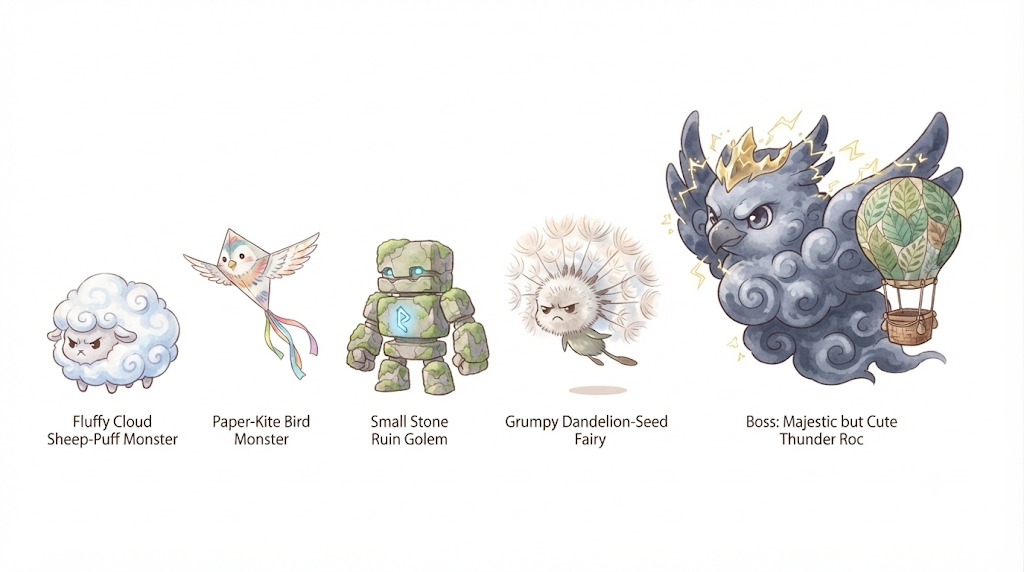 Fluffy Cloud
Sheep-Puff Monster
Paper-Kite Bird
Monster
Small Stone
Ruin Golem
Grumpy Dandelion-Seed
Fairy
Boss: Majestic but Cute
Thunder Roc